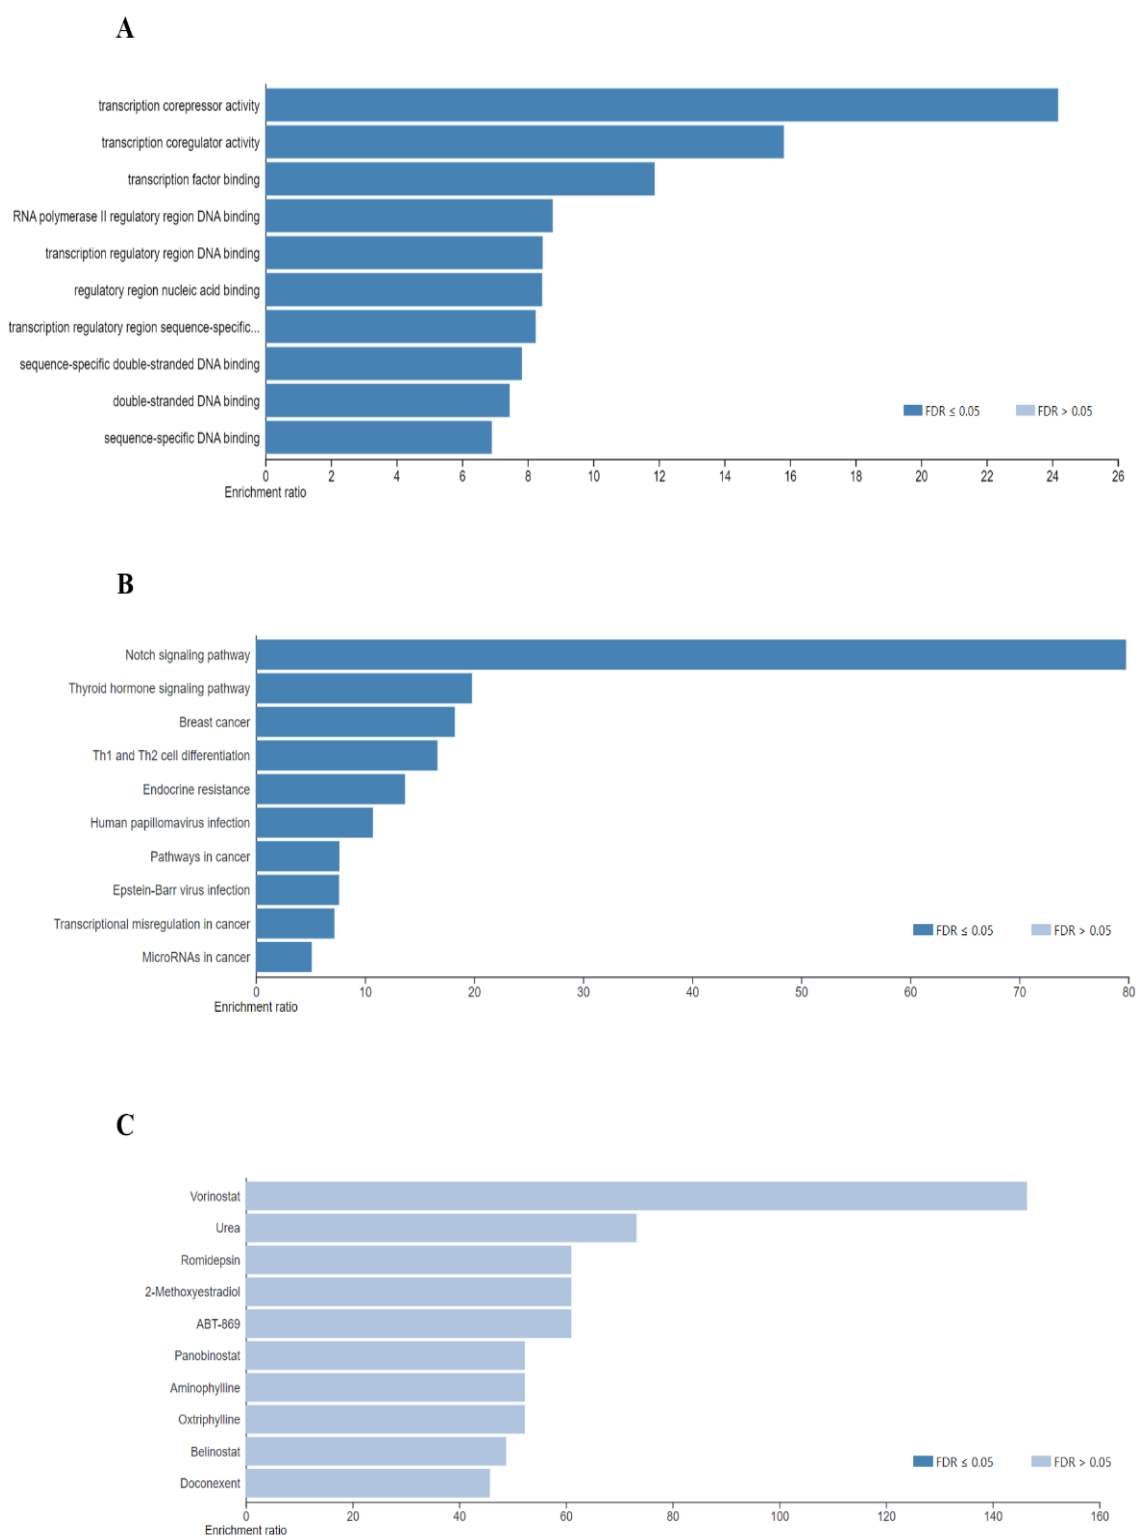 A
transcription corepressor activity
transcription coregulator activity
transcription factor binding
RNA polymerase II regulatory region DNA binding
transcription regulatory region DNA binding
regulatory region nucleic acid binding
transcription regulatory region sequence-specific...
sequence-specific double-stranded DNA binding
double-stranded DNA binding
sequence-specific DNA binding
FDR ≤ 0.05 FDR > 0.05
0 2 4 6 8 10 12 14 16 18 20 22 24 26
Enrichment ratio
B
Notch signaling pathway
Thyroid hormone signaling pathway
Breast cancer
Th1 and Th2 cell differentiation
Endocrine resistance
Human papillomavirus infection
Pathways in cancer
Epstein-Barr virus infection
Transcriptional misregulation in cancer
MicroRNAs in cancer
FDR ≤ 0.05 FDR > 0.05
0 10 20 30 40 50 60 70 80
Enrichment ratio
C
Vorinostat
Urea
Romidepsin
2-Methoxyestradiol
ABT-869
Panobinostat
Aminophylline
Oxtriphylline
Belinostat
Doconexent
FDR ≤ 0.05 FDR > 0.05
0 20 40 60 80 100 120 140 160
Enrichment ratio